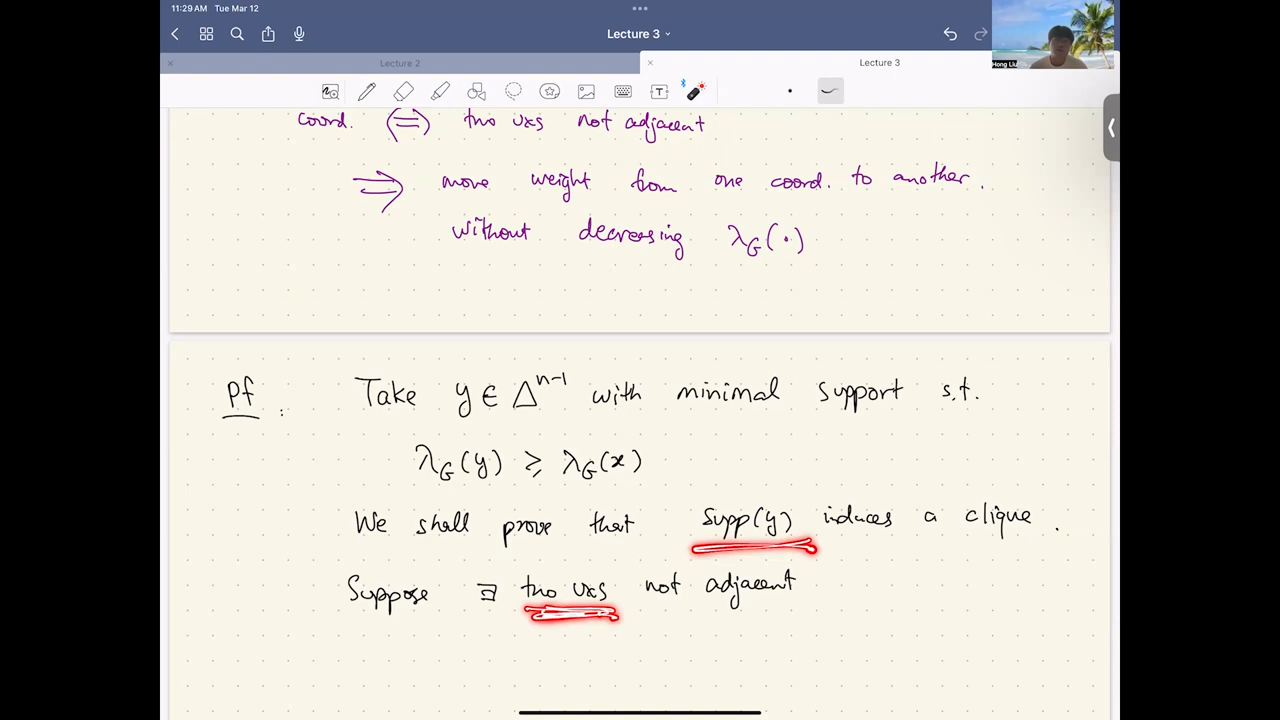 11:29 AM Tue Mar 12
Lecture 3
Hong Liu
Lecture 2
Lecture 3
coord. ⟺ two vxs not adjacent
⟹ move weight from one coord. to another.
without decreasing λ_G(·)
Pf: Take y ∈ Δ^{n-1} with minimal support s.t.
λ_G(y) ≥ λ_G(x)
We shall prove that Supp(y) induces a clique.
Suppose ∃ two vxs not adjacent